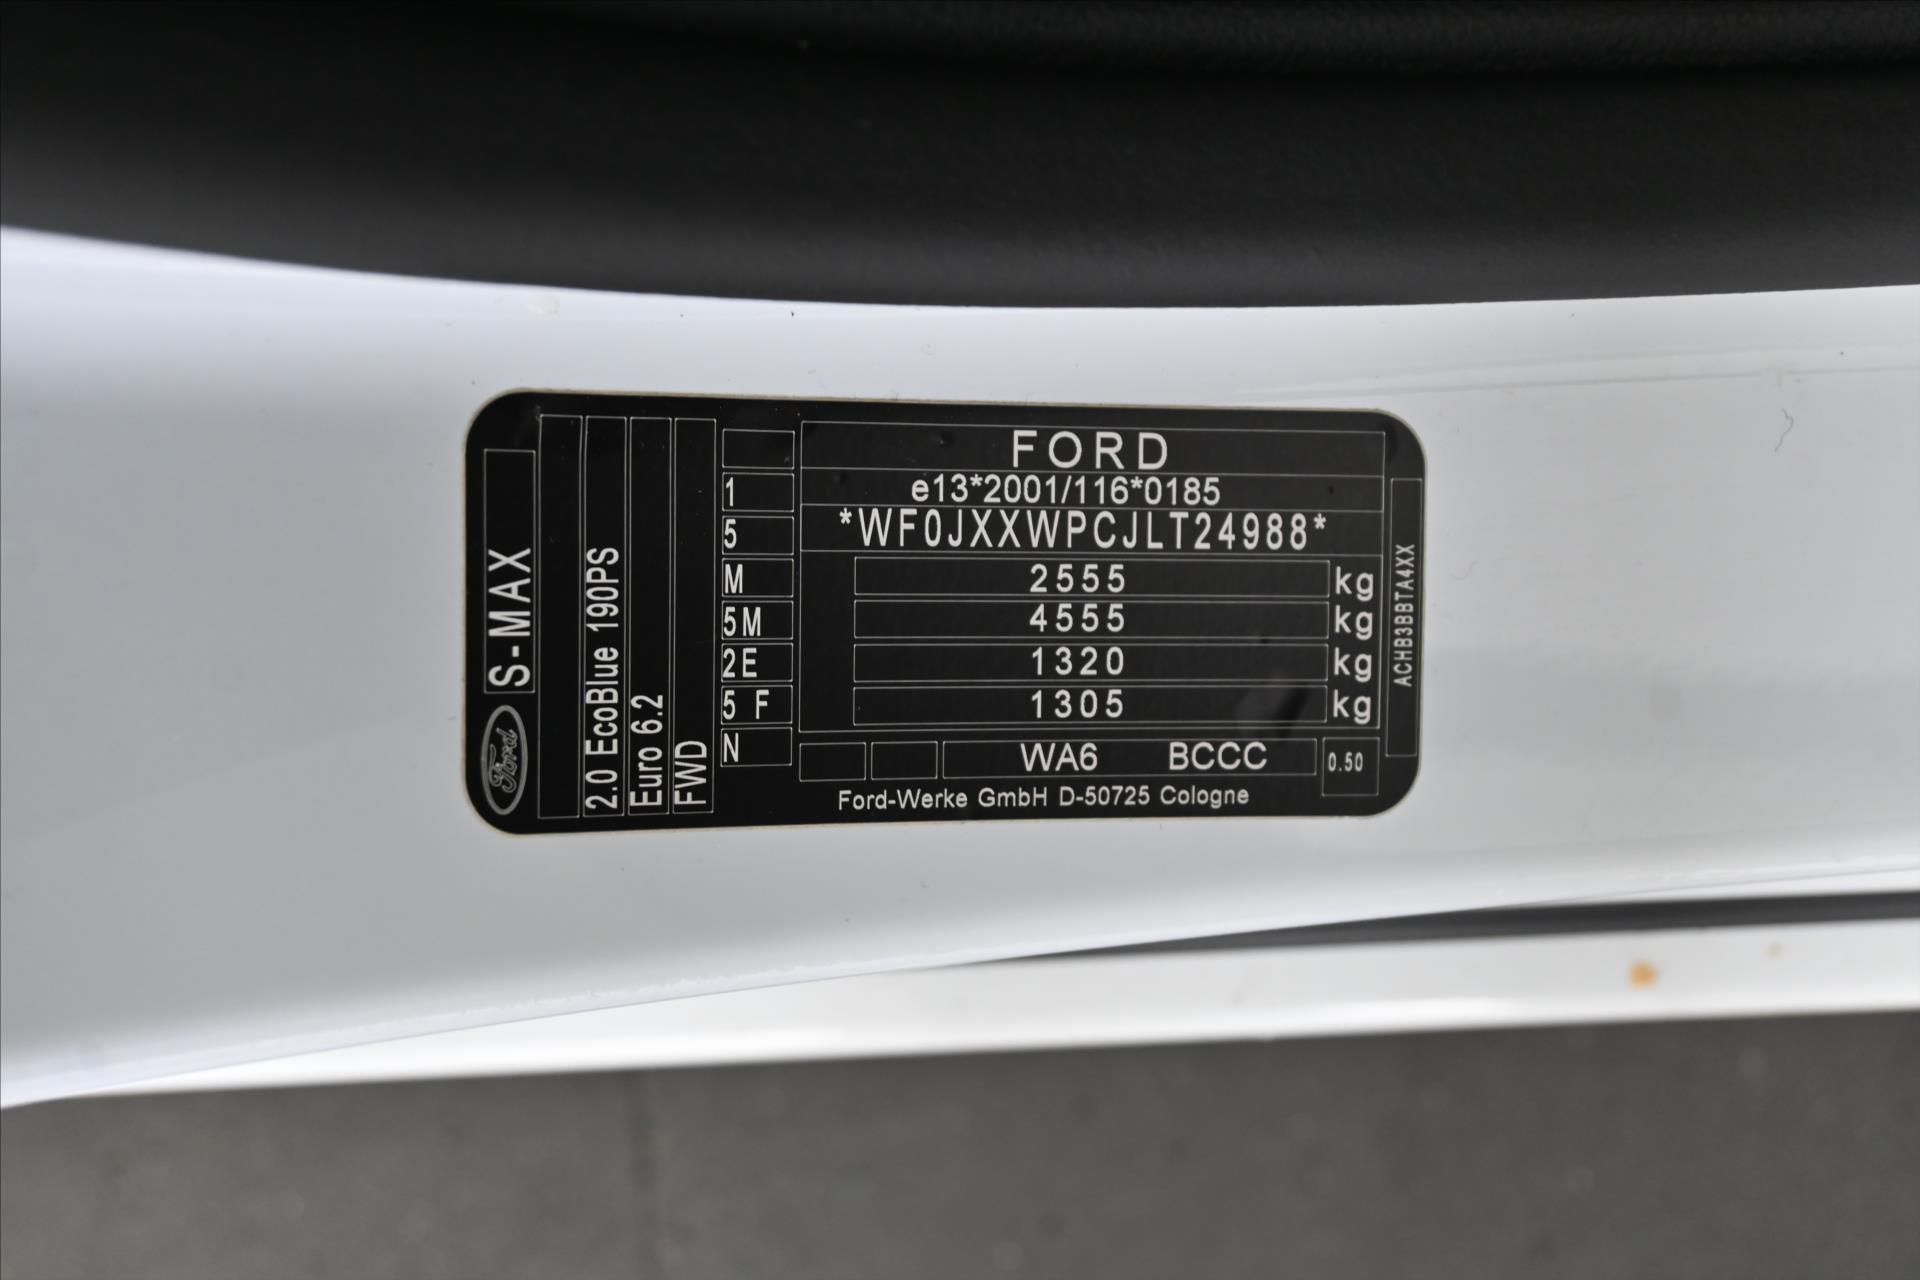 FORD
e13*2001/116*0185
*WF0JXXWPCJLT24988*
2555 kg
4555 kg
1320 kg
1305 kg
WA6 BCCC 0.50
Ford-Werke GmbH D-50725 Cologne
1
5
M
5M
2E
5 F
N
Ford S-MAX
2.0 EcoBlue 190PS
Euro 6.2
FWD
ACHB3BBTA4XX